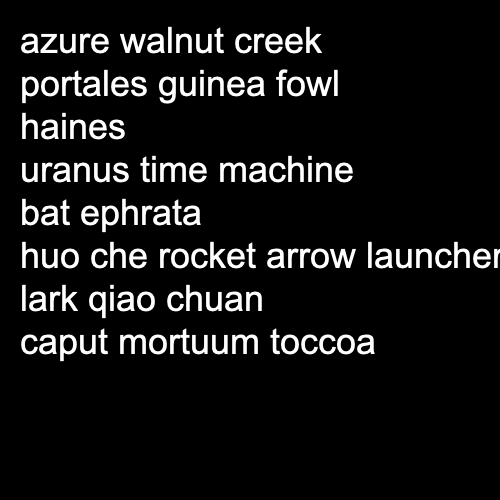 azure walnut creek
portales guinea fowl
haines
uranus time machine
bat ephrata
huo che rocket arrow launcher
lark qiao chuan
caput mortuum toccoa